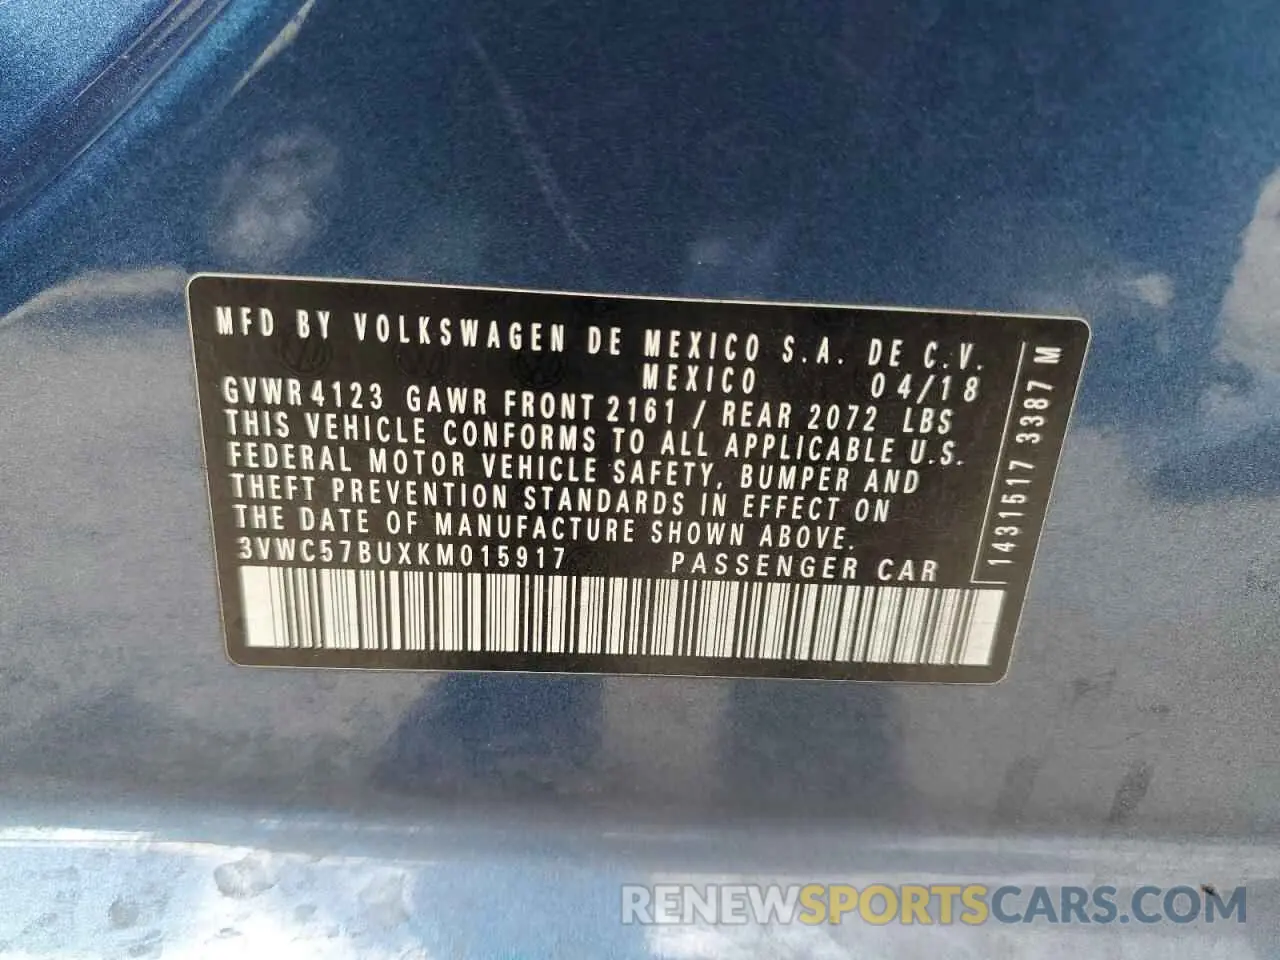 MFD BY VOLKSWAGEN DE MEXICO S.A. DE C.V.
MEXICO 04/18
GVWR 4123 GAWR FRONT 2161 / REAR 2072 LBS
THIS VEHICLE CONFORMS TO ALL APPLICABLE U.S.
FEDERAL MOTOR VEHICLE SAFETY, BUMPER AND
THEFT PREVENTION STANDARDS IN EFFECT ON
THE DATE OF MANUFACTURE SHOWN ABOVE.
3VWC57BUXKM015917 PASSENGER CAR
1431517 3387 M
RENEWSPORTSCARS.COM